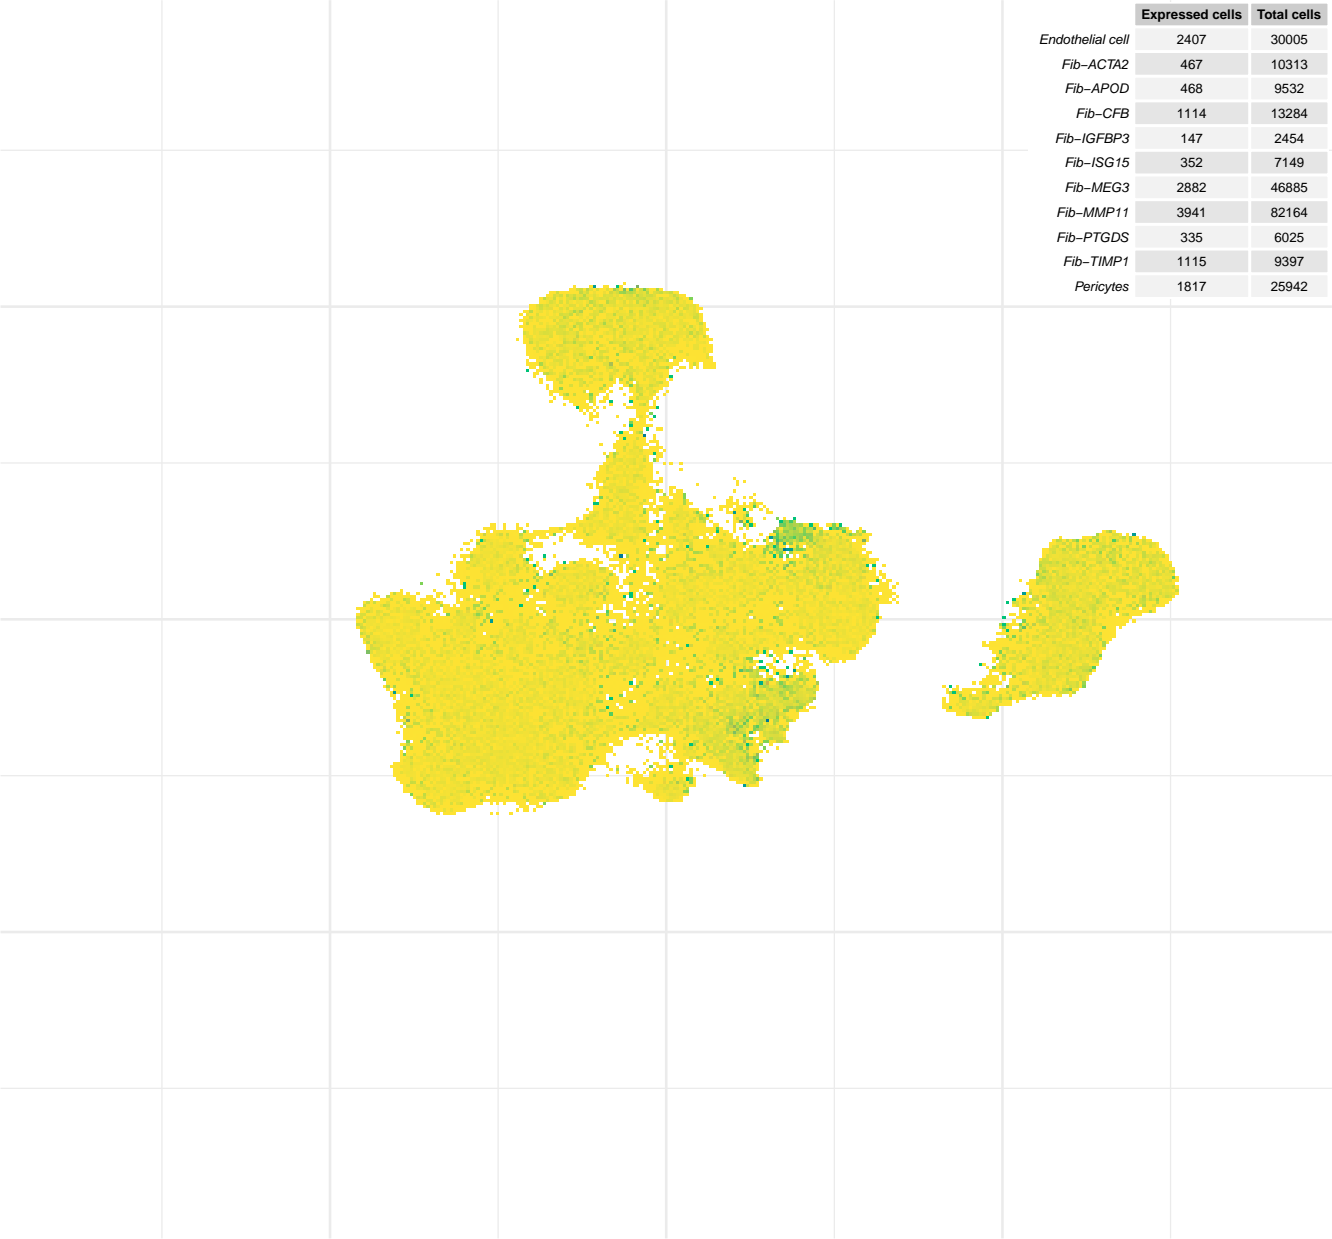 Expressed cells Total cells
Endothelial cell 2407 30005
Fib−ACTA2 467 10313
Fib−APOD 468 9532
Fib−CFB 1114 13284
Fib−IGFBP3 147 2454
Fib−ISG15 352 7149
Fib−MEG3 2882 46885
Fib−MMP11 3941 82164
Fib−PTGDS 335 6025
Fib−TIMP1 1115 9397
Pericytes 1817 25942